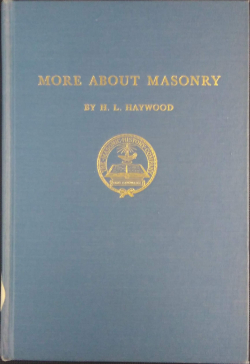 MORE ABOUT MASONRY
BY H. L. HAYWOOD